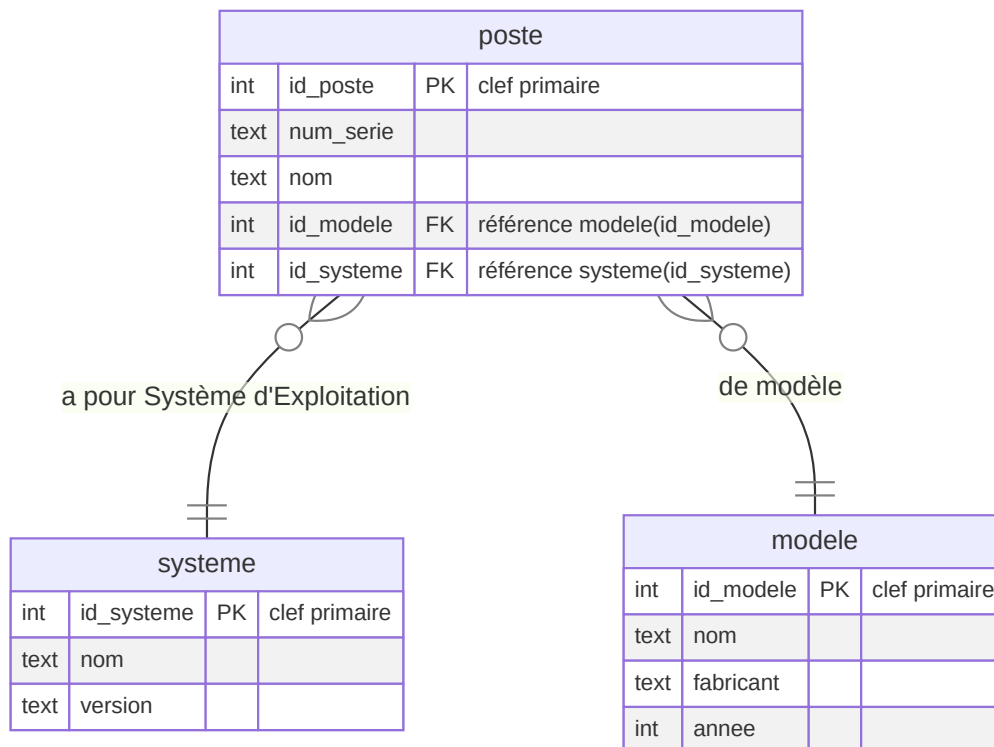 poste
int id_poste PK clef primaire
text num_serie
text nom
int id_modele FK référence modele(id_modele)
int id_systeme FK référence systeme(id_systeme)
a pour Système d'Exploitation
de modèle
systeme
int id_systeme PK clef primaire
text nom
text version
modele
int id_modele PK clef primaire
text nom
text fabricant
int annee